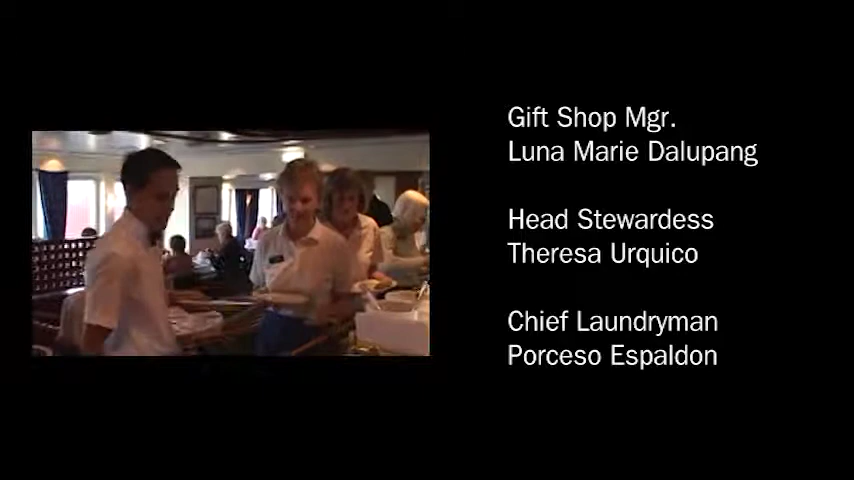 Gift Shop Mgr.
Luna Marie Dalupang
Head Stewardess
Theresa Urquico
Chief Laundryman
Porceso Espaldon